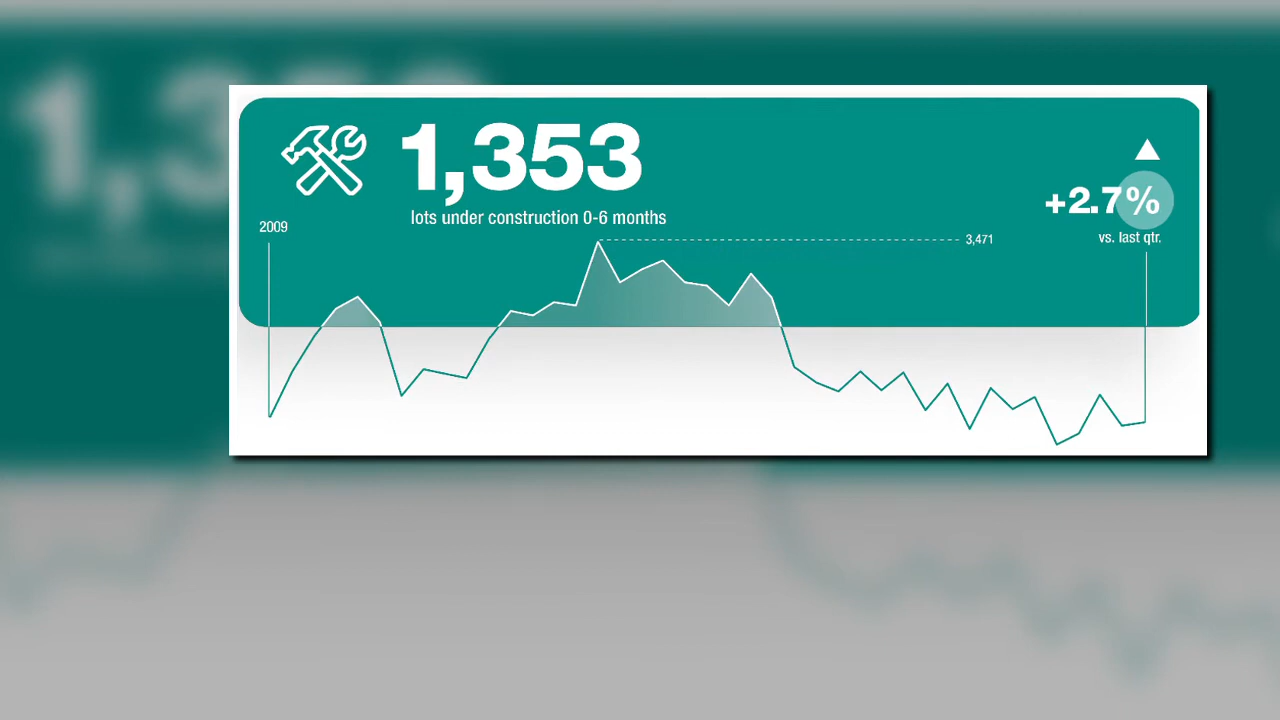 1,353
lots under construction 0-6 months
2009
3,471
+2.7%
vs. last qtr.